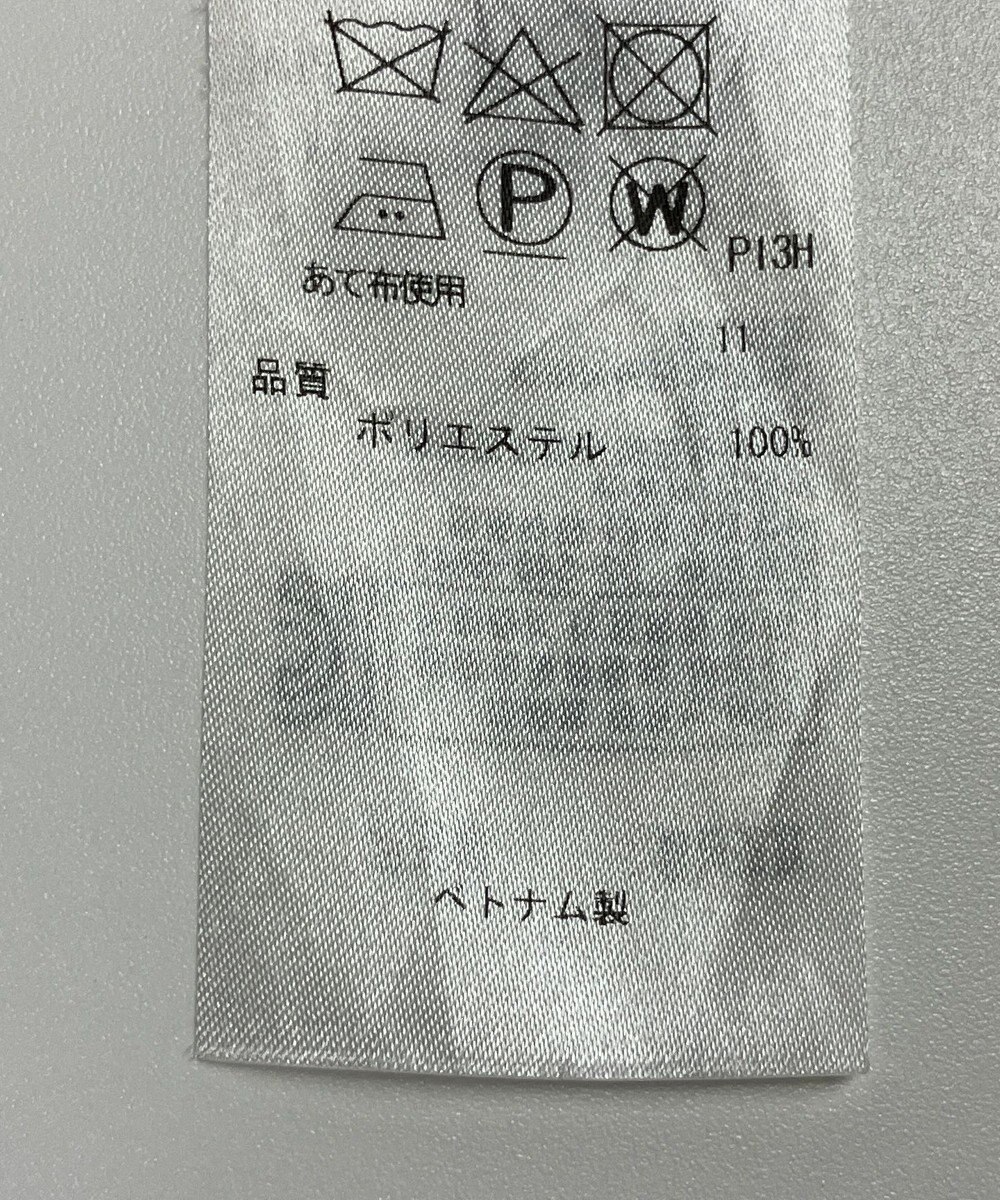 P W
P13H
あて布使用
11
品質
ポリエステル 100%
ベトナム製